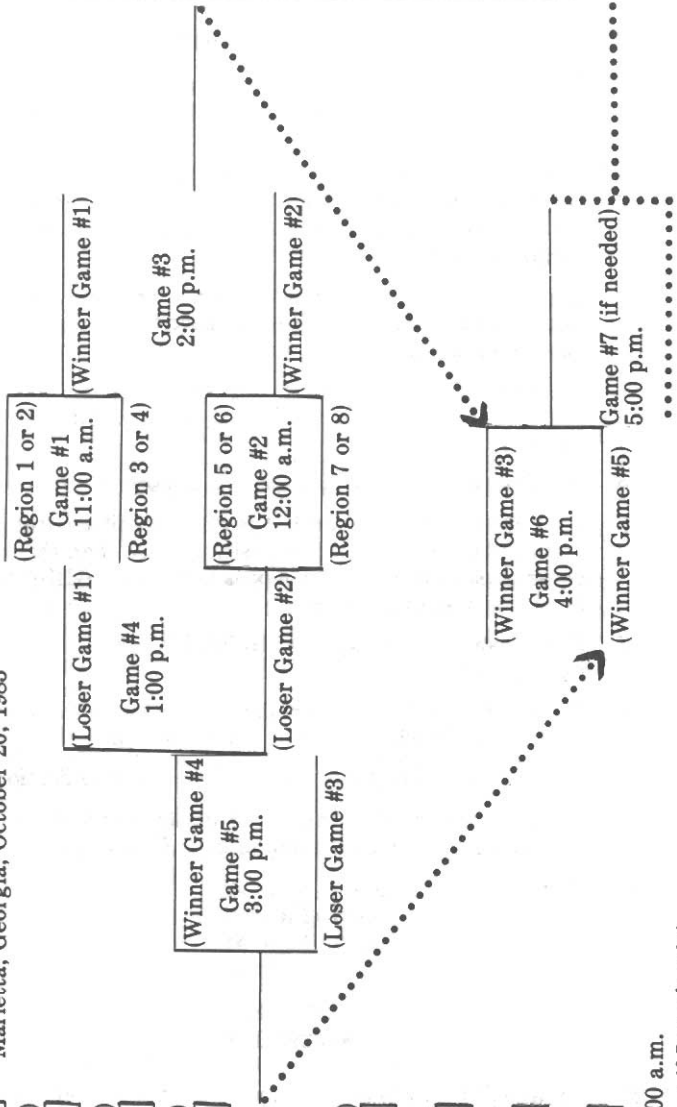 Marietta, Georgia, October
(Region 1 or 2)
Game #1
11:00 a.m.
(Region 3 or 4)
(Winner Game #1)
Game #3
2:00 p.m.
(Winner Game #2)
(Region 5 or 6)
Game #2
12:00 a.m.
(Region 7 or 8)
(Loser Game #1)
Game #4
1:00 p.m.
(Loser Game #2)
(Winner Game #4
Game #5
3:00 p.m.
(Loser Game #3)
(Winner Game #3)
Game #6
4:00 p.m.
(Winner Game #5)
Game #7 (if needed)
5:00 p.m.
00 a.m.